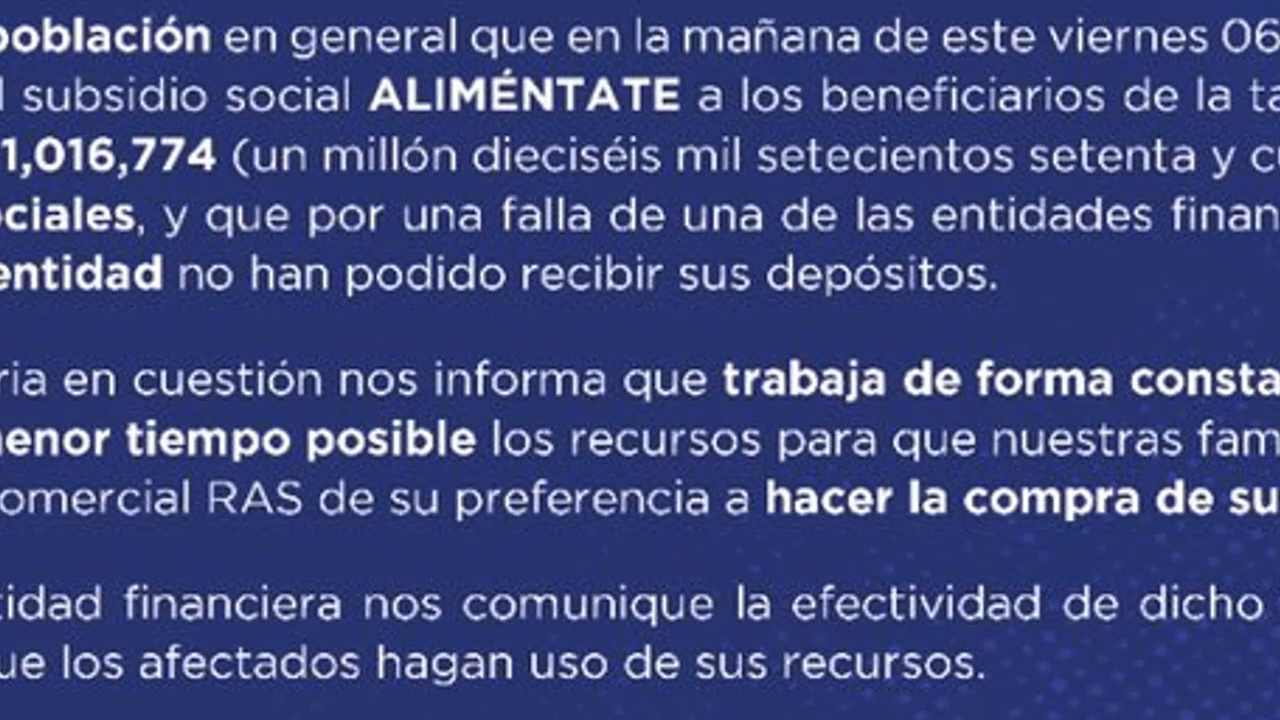 población en general que en la mañana de este viernes 06
subsidio social ALIMÉNTATE a los beneficiarios de la
1,016,774 (un millón dieciséis mil setecientos setenta y
ciales, y que por una falla de una de las entidades finan
entidad no han podido recibir sus depósitos.
ria en cuestión nos informa que trabaja de forma consta
enor tiempo posible los recursos para que nuestras fam
omercial RAS de su preferencia a hacer la compra de su
tidad financiera nos comunique la efectividad de dicho
ue los afectados hagan uso de sus recursos.